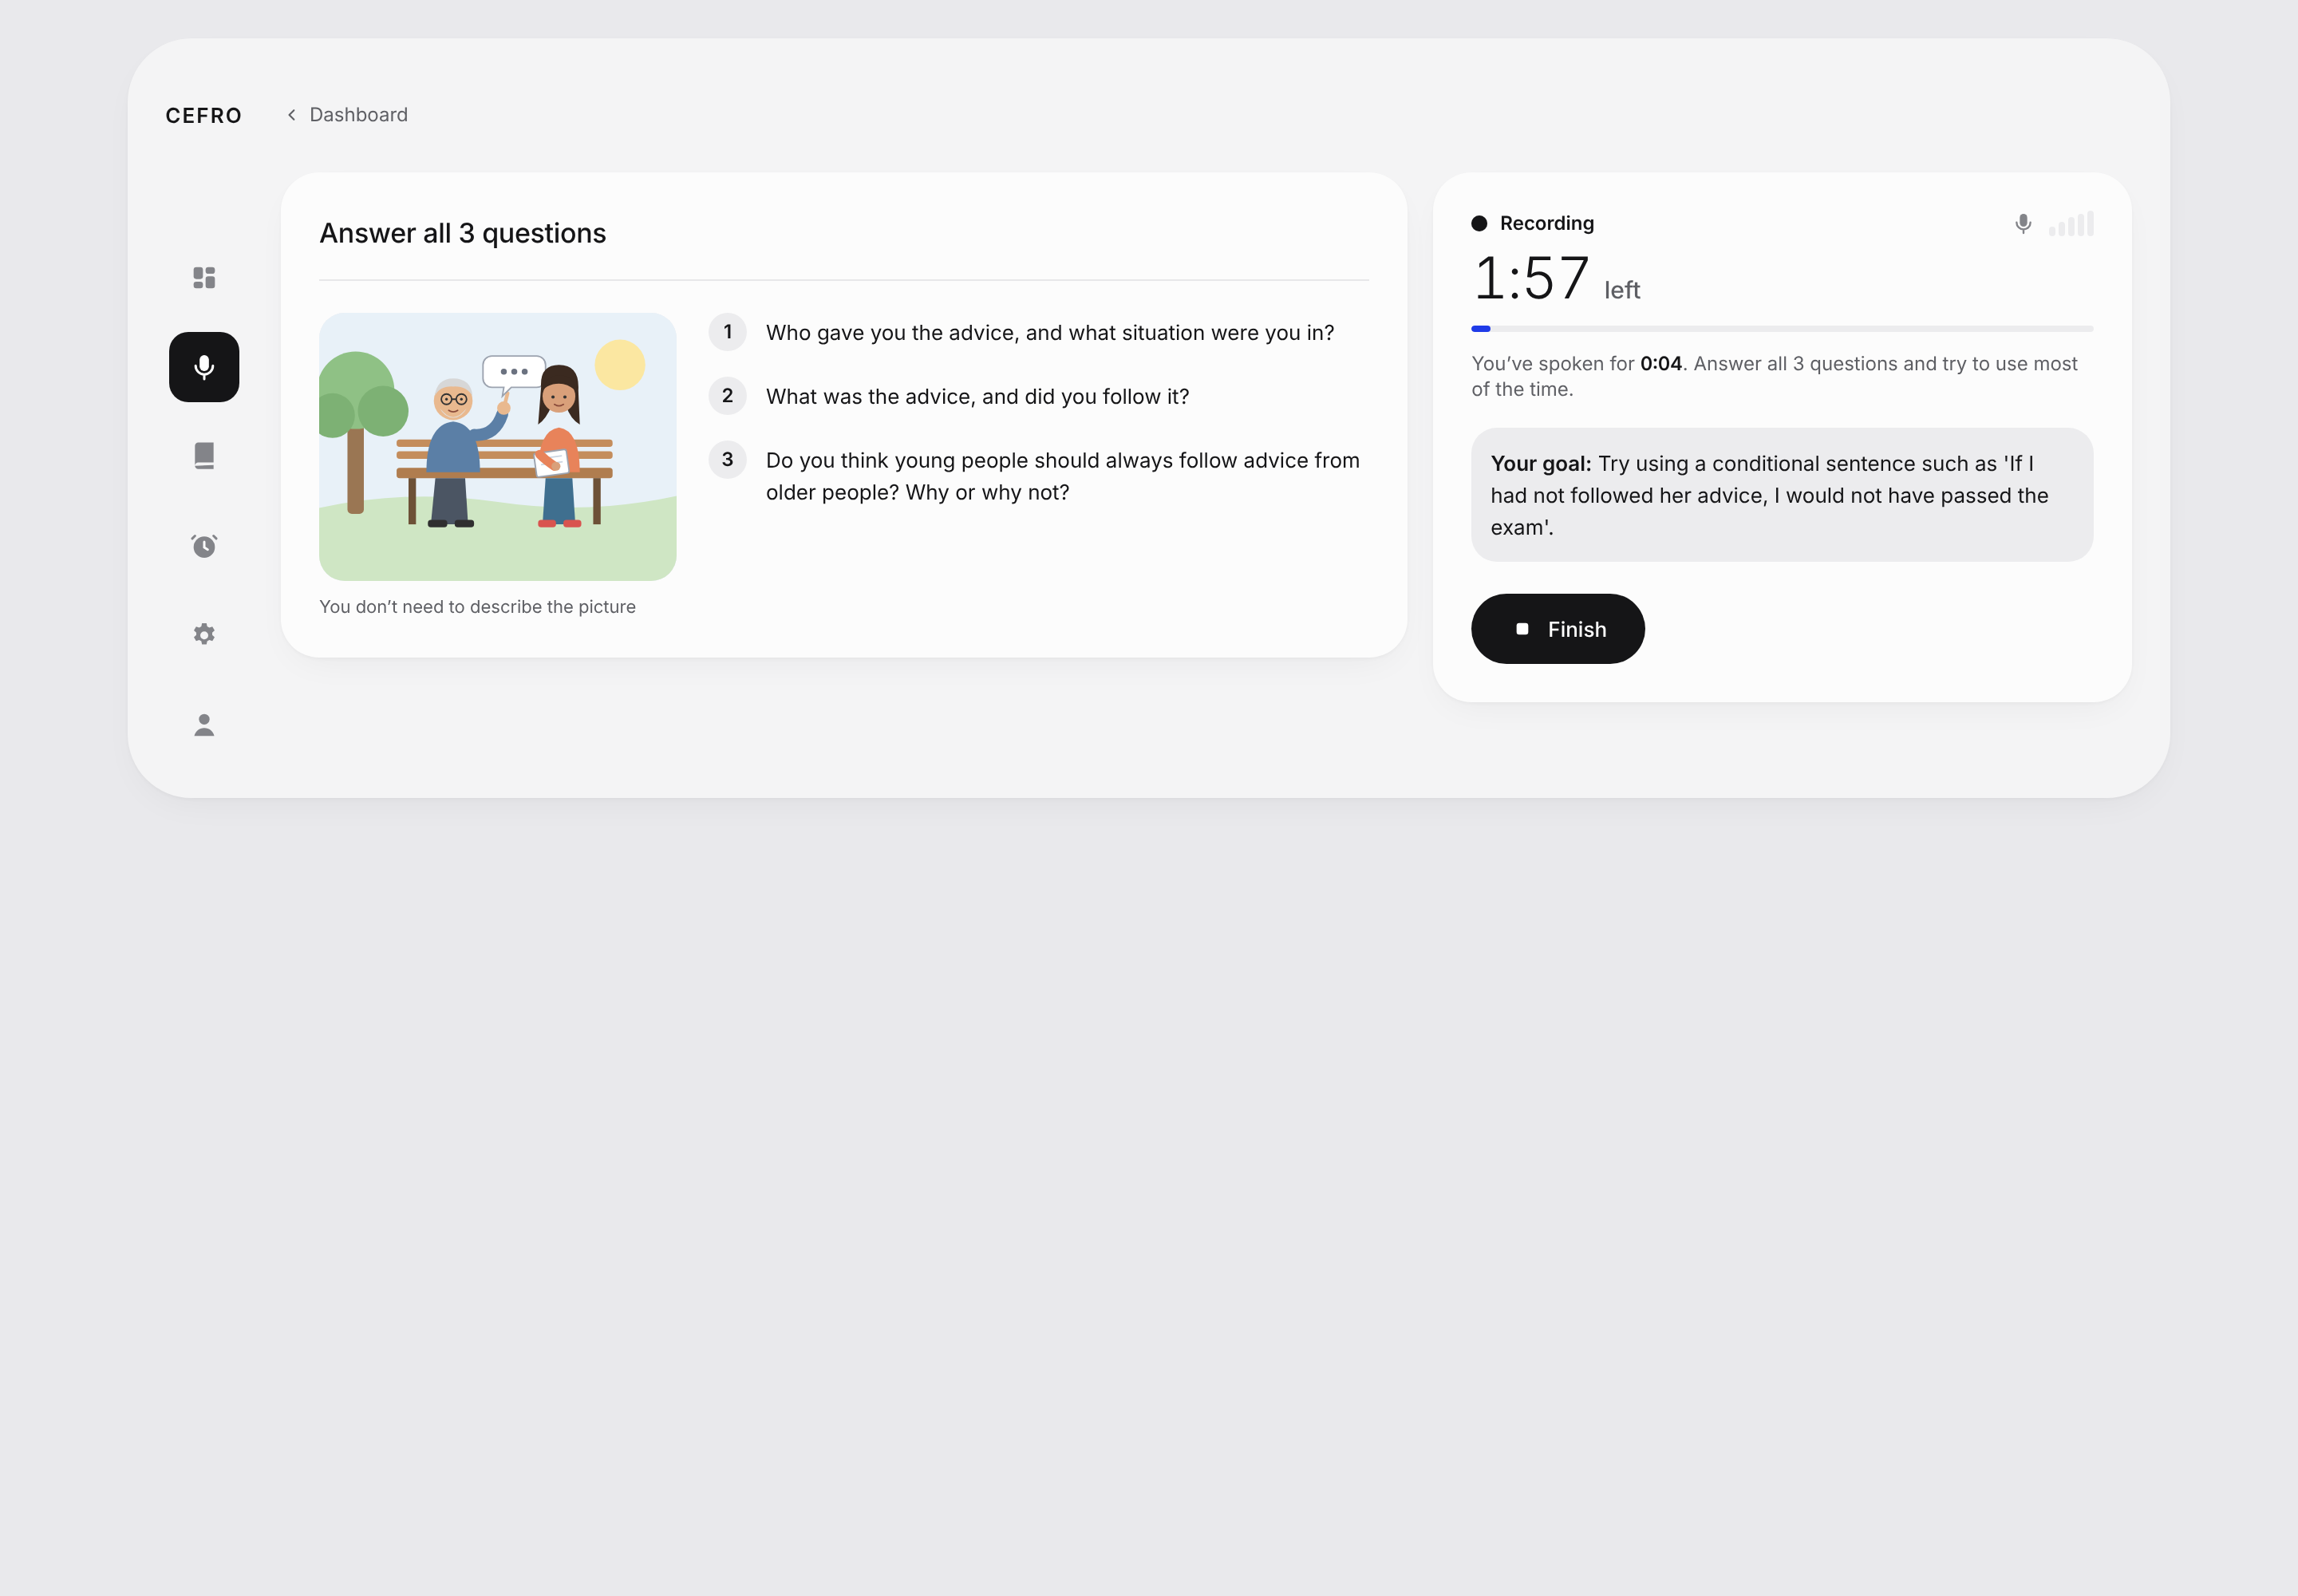 CEFRO
Dashboard
Answer all 3 questions
1 Who gave you the advice, and what situation were you in?
2 What was the advice, and did you follow it?
3 Do you think young people should always follow advice from
older people? Why or why not?
You don’t need to describe the picture
Recording
1:57 left
You’ve spoken for 0:04. Answer all 3 questions and try to use most
of the time.
Your goal: Try using a conditional sentence such as 'If I
had not followed her advice, I would not have passed the
exam'.
Finish